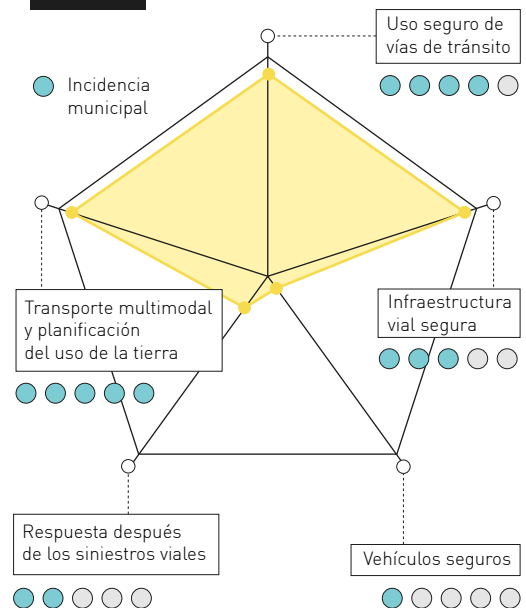 Uso seguro de
vías de tránsito
Incidencia
municipal
Transporte multimodal
y planificación
del uso de la tierra
Infraestructura
vial segura
Respuesta después
de los siniestros viales
Vehículos seguros